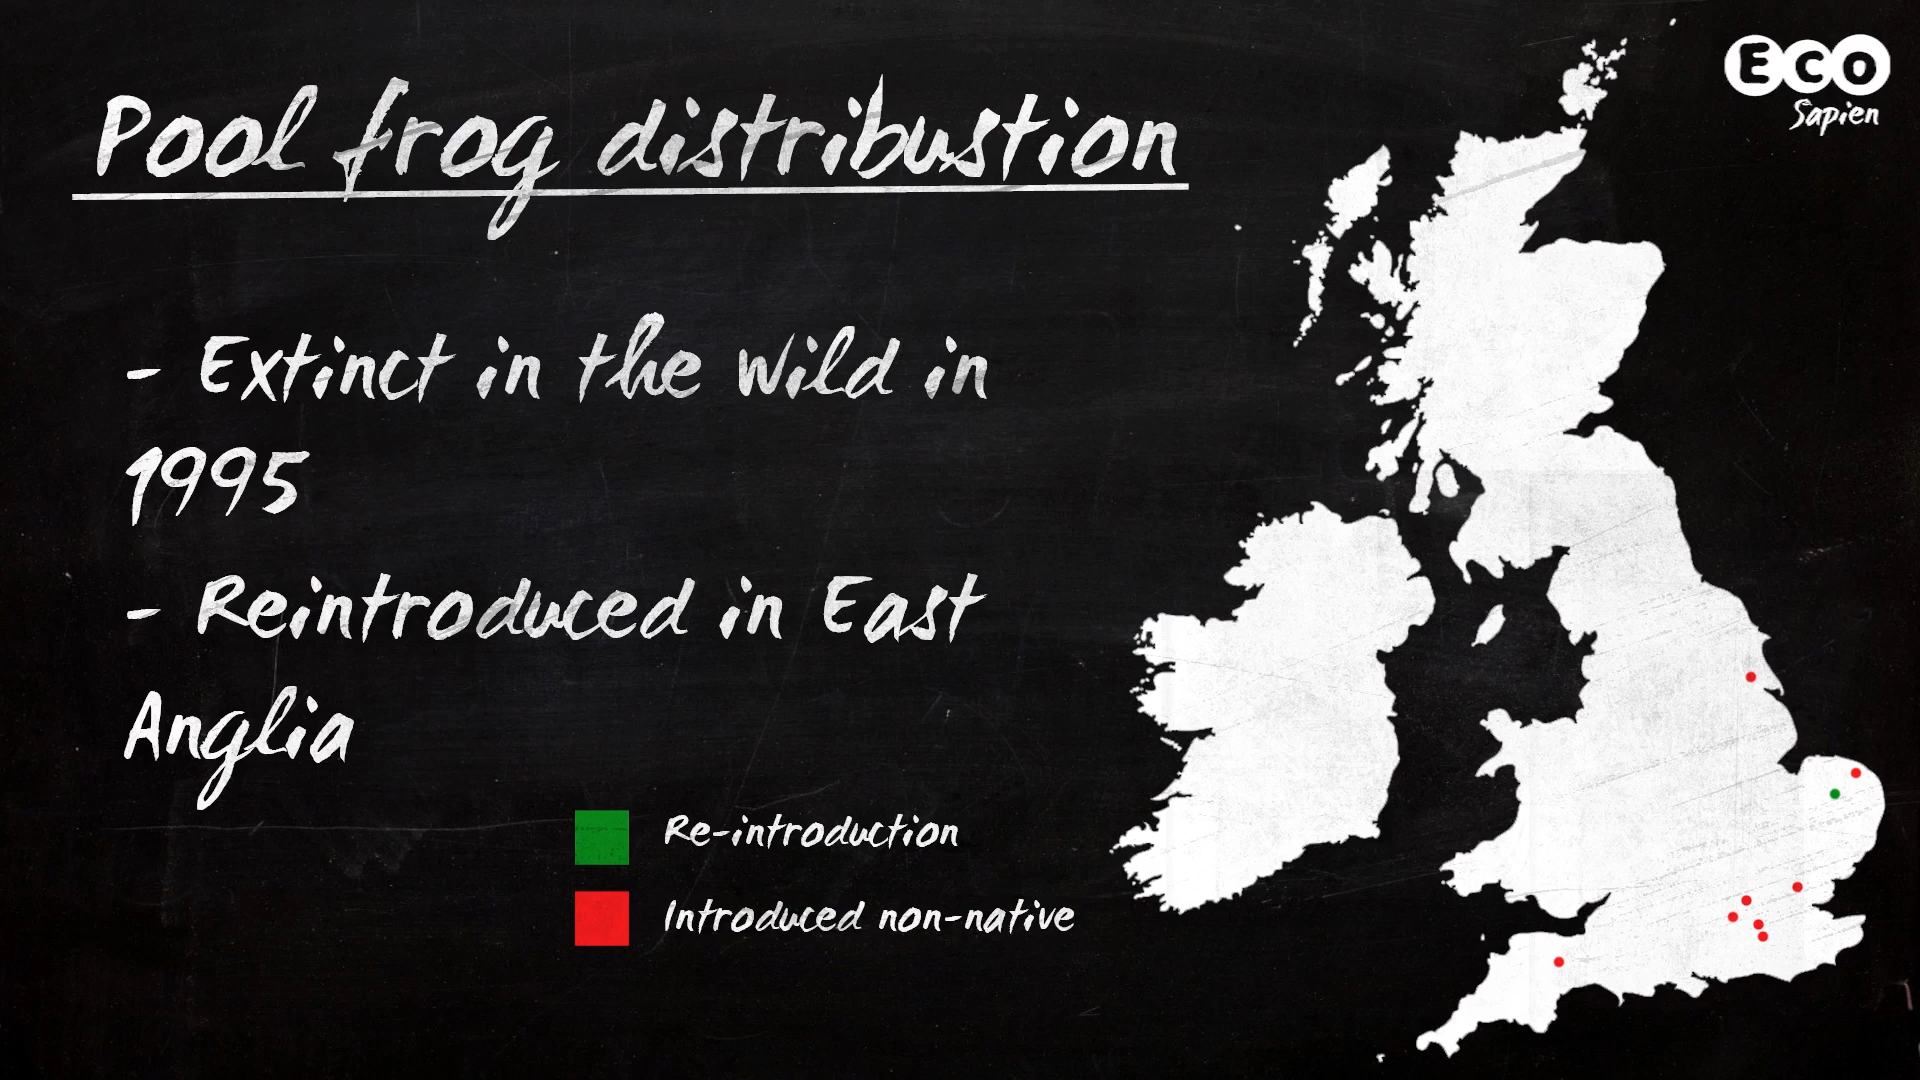 ECO
Sapien
Pool frog distribustion
- Extinct in the wild in
1995
- Reintroduced in East
Anglia
Re-introduction
Introduced non-native